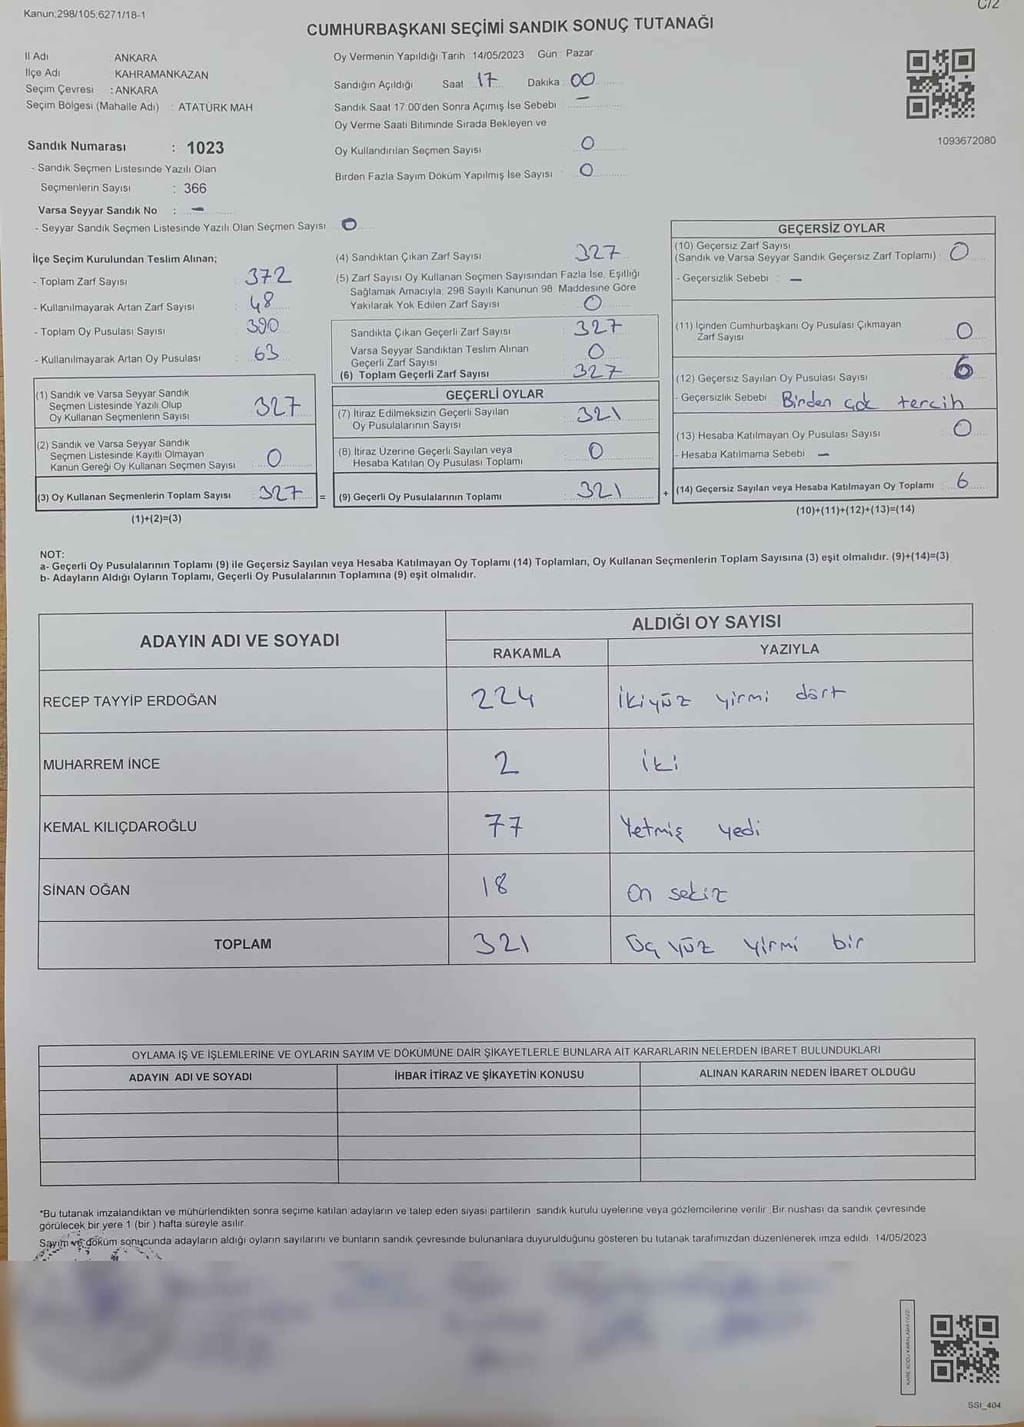 Kanun:298/105,6271/18-1
C/2
CUMHURBAŞKANI SEÇİMİ SANDIK SONUÇ TUTANAĞI
İl Adı ANKARA
İlçe Adı KAHRAMANKAZAN
Seçim Çevresi : ANKARA
Seçim Bölgesi (Mahalle Adı) : ATATÜRK MAH
Oy Vermenin Yapıldığı Tarih : 14/05/2023 Gün : Pazar
Sandığın Açıldığı Saat 17 Dakika 00
Sandık Saat 17.00'den Sonra Açımış İse Sebebi –
Oy Verme Saati Bitiminde Sırada Bekleyen ve
Oy Kullandırılan Seçmen Sayısı 0
Birden Fazla Sayım Döküm Yapılmış İse Sayısı 0
1093672080
Sandık Numarası : 1023
- Sandık Seçmen Listesinde Yazılı Olan
Seçmenlerin Sayısı : 366
Varsa Seyyar Sandık No : –
- Seyyar Sandık Seçmen Listesinde Yazılı Olan Seçmen Sayısı 0
İlçe Seçim Kurulundan Teslim Alınan;
- Toplam Zarf Sayısı 372
- Kullanılmayarak Artan Zarf Sayısı 48
- Toplam Oy Pusulası Sayısı 390
- Kullanılmayarak Artan Oy Pusulası 63
(1) Sandık ve Varsa Seyyar Sandık
Seçmen Listesinde Yazılı Olup
Oy Kullanan Seçmenlerin Sayısı 327
(2) Sandık ve Varsa Seyyar Sandık
Seçmen Listesinde Kayıtlı Olmayan
Kanun Gereği Oy Kullanan Seçmen Sayısı 0
(3) Oy Kullanan Seçmenlerin Toplam Sayısı 327 =
(1)+(2)=(3)
(4) Sandıktan Çıkan Zarf Sayısı 327
(5) Zarf Sayısı Oy Kullanan Seçmen Sayısından Fazla İse, Eşitliği
Sağlamak Amacıyla, 298 Sayılı Kanunun 98. Maddesine Göre
Yakılarak Yok Edilen Zarf Sayısı 0
Sandıkta Çıkan Geçerli Zarf Sayısı 327
Varsa Seyyar Sandıktan Teslim Alınan
Geçerli Zarf Sayısı 0
(6) Toplam Geçerli Zarf Sayısı 327
GEÇERLİ OYLAR
(7) İtiraz Edilmeksizin Geçerli Sayılan
Oy Pusulalarının Sayısı 321
(8) İtiraz Üzerine Geçerli Sayılan veya
Hesaba Katılan Oy Pusulası Toplamı 0
(9) Geçerli Oy Pusulalarının Toplamı 321 +
GEÇERSİZ OYLAR
(10) Geçersiz Zarf Sayısı
(Sandık ve Varsa Seyyar Sandık Geçersiz Zarf Toplamı) : 0
- Geçersizlik Sebebi : –
(11) İçinden Cumhurbaşkanı Oy Pusulası Çıkmayan
Zarf Sayısı 0
(12) Geçersiz Sayılan Oy Pusulası Sayısı 6
- Geçersizlik Sebebi Birden çok tercih
(13) Hesaba Katılmayan Oy Pusulası Sayısı 0
- Hesaba Katılmama Sebebi –
(14) Geçersiz Sayılan veya Hesaba Katılmayan Oy Toplamı 6
(10)+(11)+(12)+(13)=(14)
NOT:
a- Geçerli Oy Pusulalarının Toplamı (9) ile Geçersiz Sayılan veya Hesaba Katılmayan Oy Toplamı (14) Toplamları, Oy Kullanan Seçmenlerin Toplam Sayısına (3) eşit olmalıdır. (9)+(14)=(3)
b- Adayların Aldığı Oyların Toplamı, Geçerli Oy Pusulalarının Toplamına (9) eşit olmalıdır.
ADAYIN ADI VE SOYADI
ALDIĞI OY SAYISI
RAKAMLA YAZIYLA
RECEP TAYYİP ERDOĞAN 224 İkiyüz yirmi dört
MUHARREM İNCE 2 iki
KEMAL KILIÇDAROĞLU 77 Yetmiş yedi
SİNAN OĞAN 18 On sekiz
TOPLAM 321 Üç yüz yirmi bir
OYLAMA İŞ VE İŞLEMLERİNE VE OYLARIN SAYIM VE DÖKÜMÜNE DAİR ŞİKAYETLERLE BUNLARA AİT KARARLARIN NELERDEN İBARET BULUNDUKLARI
ADAYIN ADI VE SOYADI İHBAR İTİRAZ VE ŞİKAYETİN KONUSU ALINAN KARARIN NEDEN İBARET OLDUĞU
*Bu tutanak imzalandıktan ve mühürlendikten sonra seçime katılan adayların ve talep eden siyasi partilerin sandık kurulu üyelerine veya gözlemcilerine verilir. Bir nüshası da sandık çevresinde
görülecek bir yere 1 (bir ) hafta süreyle asılır.
Sayım ve döküm sonucunda adayların aldığı oyların sayılarını ve bunların sandık çevresinde bulunanlara duyurulduğunu gösteren bu tutanak tarafımızdan düzenlenerek imza edildi. 14/05/2023
SSI_404